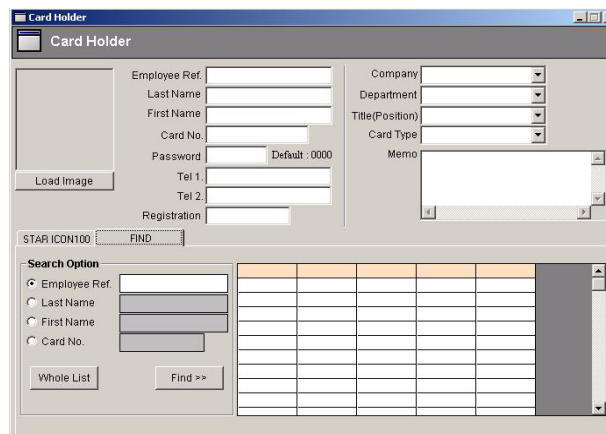 Card Holder
Card Holder
Employee Ref.
Last Name
First Name
Card No.
Password Default : 0000
Tel 1.
Tel 2.
Registration
Load Image
Company
Department
Title(Position)
Card Type
Memo
STAR ICON100 FIND
Search Option
Employee Ref.
Last Name
First Name
Card No.
Whole List Find >>